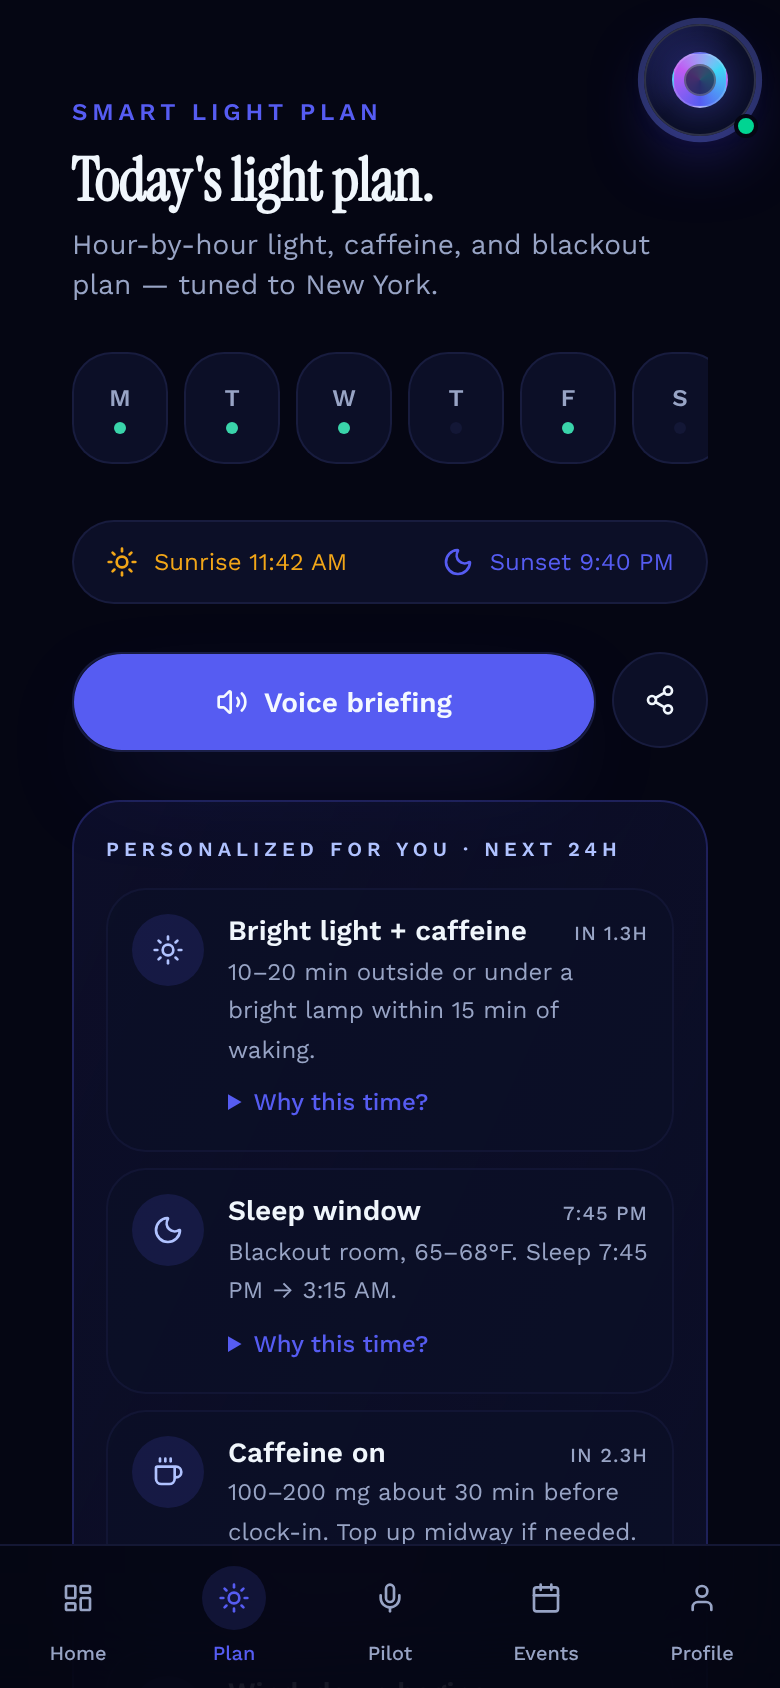 SMART LIGHT PLAN
Today's light plan.
Hour-by-hour light, caffeine, and blackout
plan — tuned to New York.
M T W T F S
Sunrise 11:42 AM Sunset 9:40 PM
Voice briefing
PERSONALIZED FOR YOU · NEXT 24H
Bright light + caffeine IN 1.3H
10–20 min outside or under a
bright lamp within 15 min of
waking.
Why this time?
Sleep window 7:45 PM
Blackout room, 65–68°F. Sleep 7:45
PM → 3:15 AM.
Why this time?
Caffeine on IN 2.3H
100–200 mg about 30 min before
clock-in. Top up midway if needed.
Home Plan Pilot Events Profile